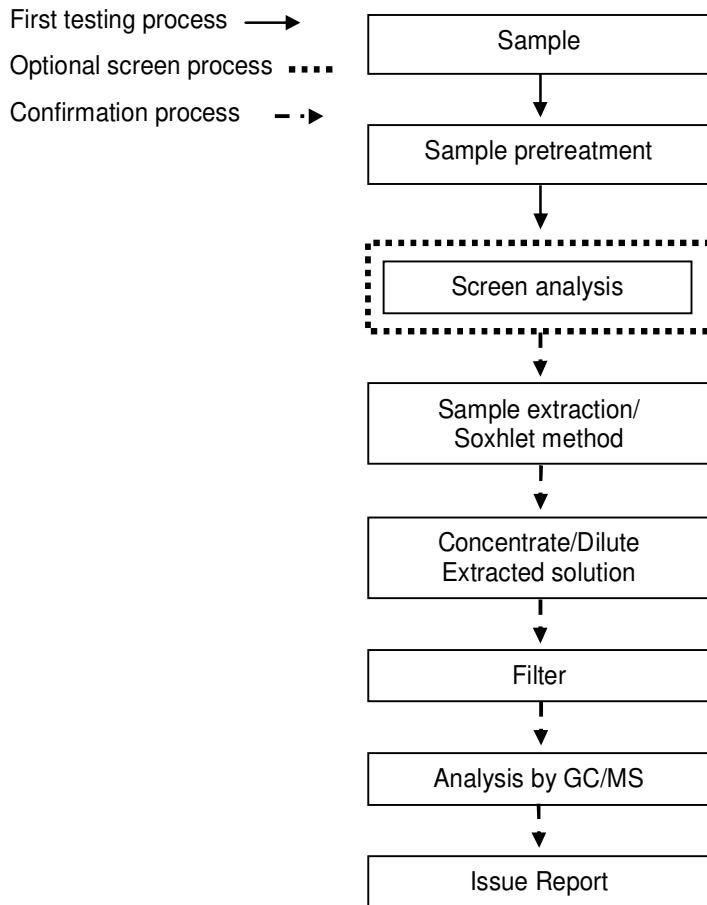 First testing process
Optional screen process
Confirmation process
Sample
Sample pretreatment
Screen analysis
Sample extraction/
Soxhlet method
Concentrate/Dilute
Extracted solution
Filter
Analysis by GC/MS
Issue Report